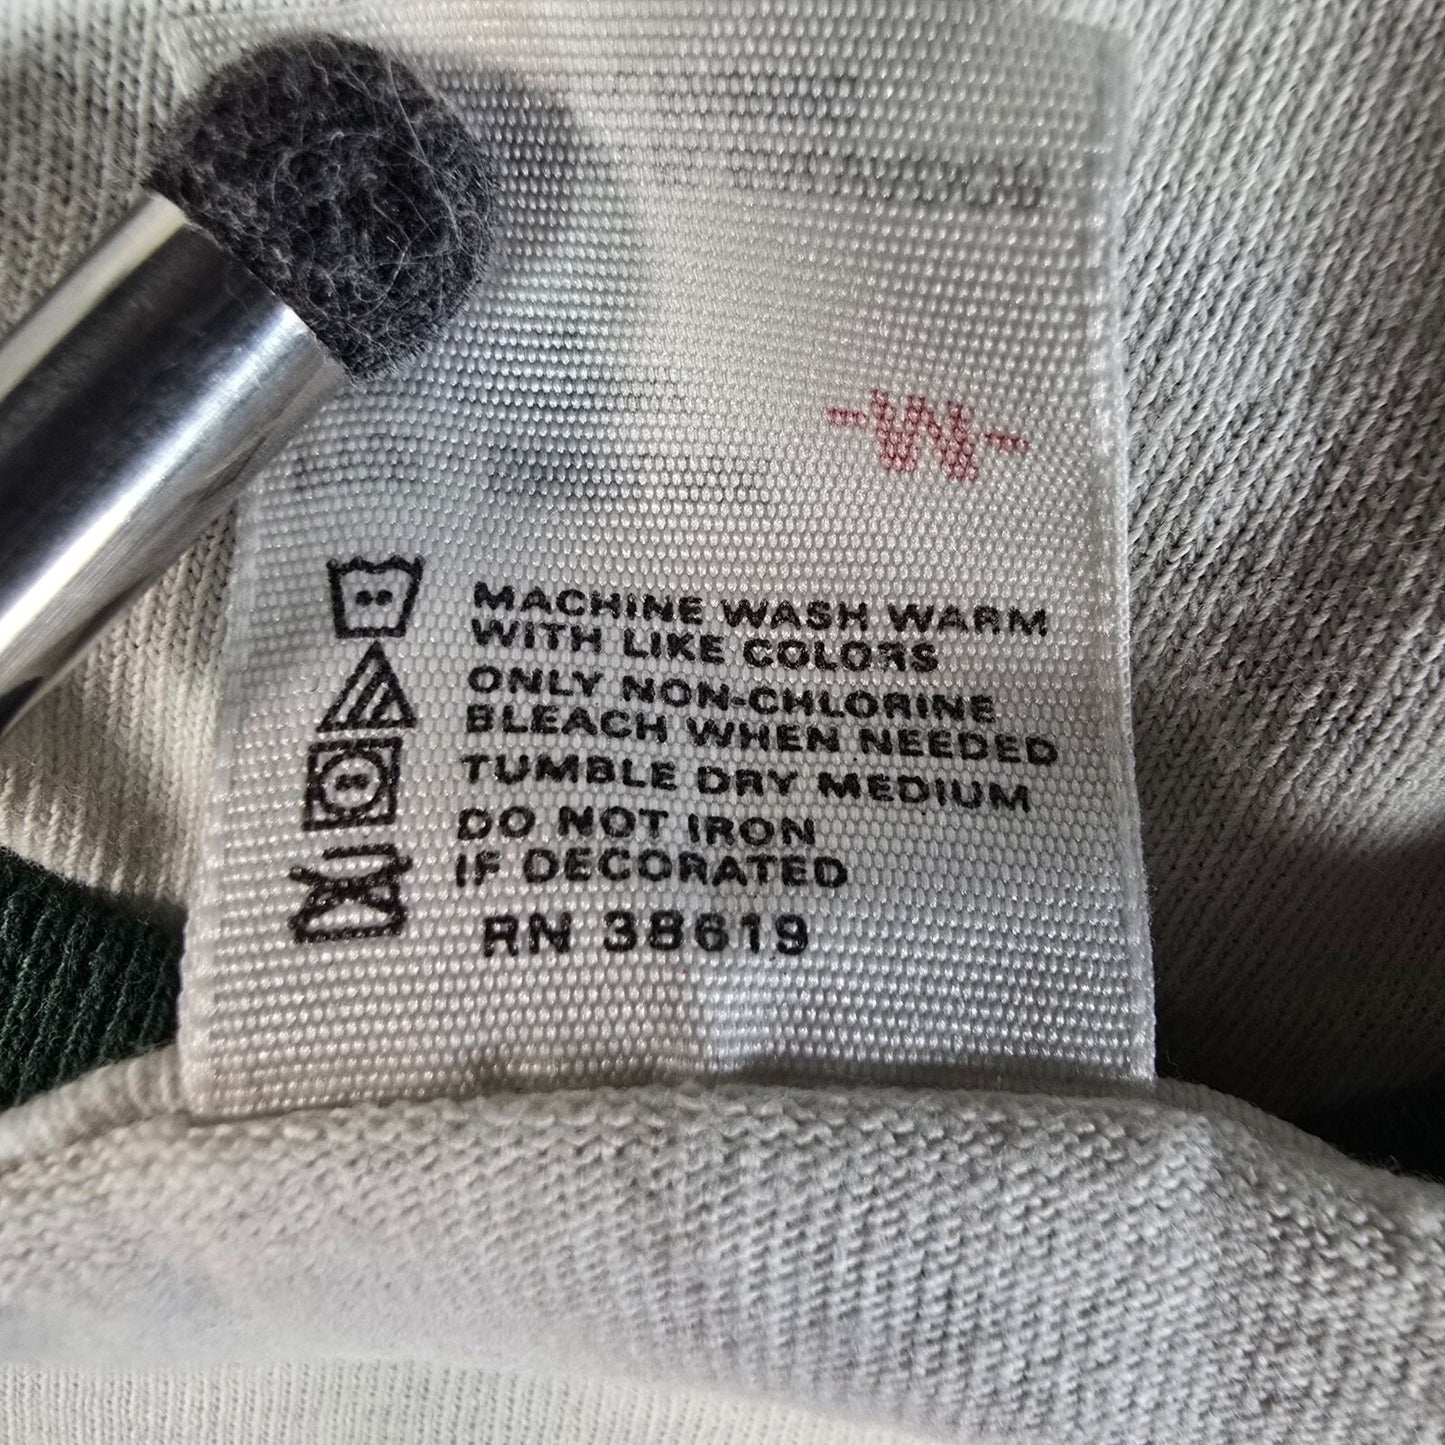 MACHINE WASH WARM
WITH LIKE COLORS
ONLY NON-CHLORINE
BLEACH WHEN NEEDED
TUMBLE DRY MEDIUM
DO NOT IRON
IF DECORATED
RN 38619